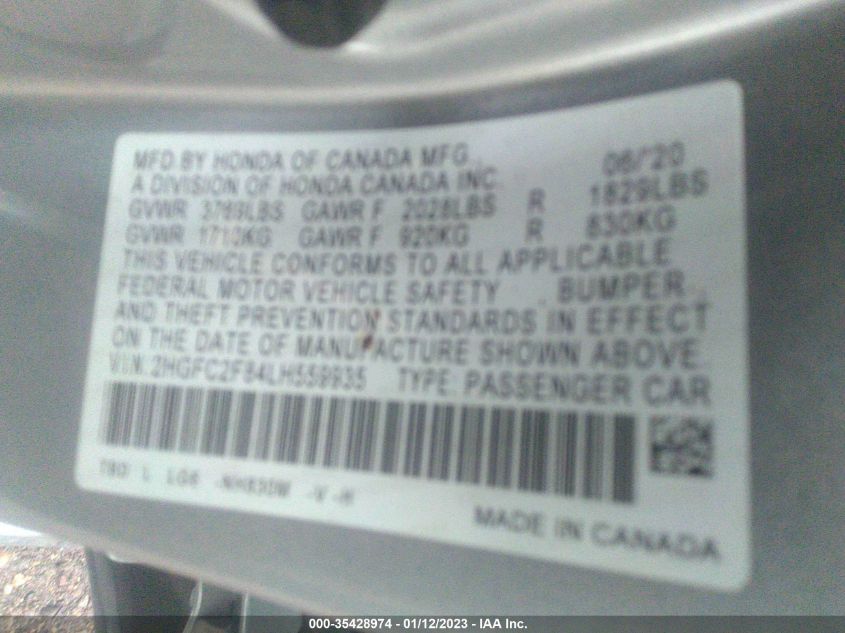 MFD.BY HONDA OF CANADA MFG., 06/'20
A DIVISION OF HONDA CANADA INC.
GVWR 3769LBS GAWR F 2028LBS R 1829LBS
GVWR 1710KG GAWR F 920KG R 830KG
THIS VEHICLE CONFORMS TO ALL APPLICABLE
FEDERAL MOTOR VEHICLE SAFETY, BUMPER,
AND THEFT PREVENTION STANDARDS IN EFFECT
ON THE DATE OF MANUFACTURE SHOWN ABOVE.
VIN: 2HGFC2F84LH559935 TYPE: PASSENGER CAR
L LG6 -NH830M -V -H
MADE IN CANADA
000-35428974 - 01/12/2023 - IAA Inc.